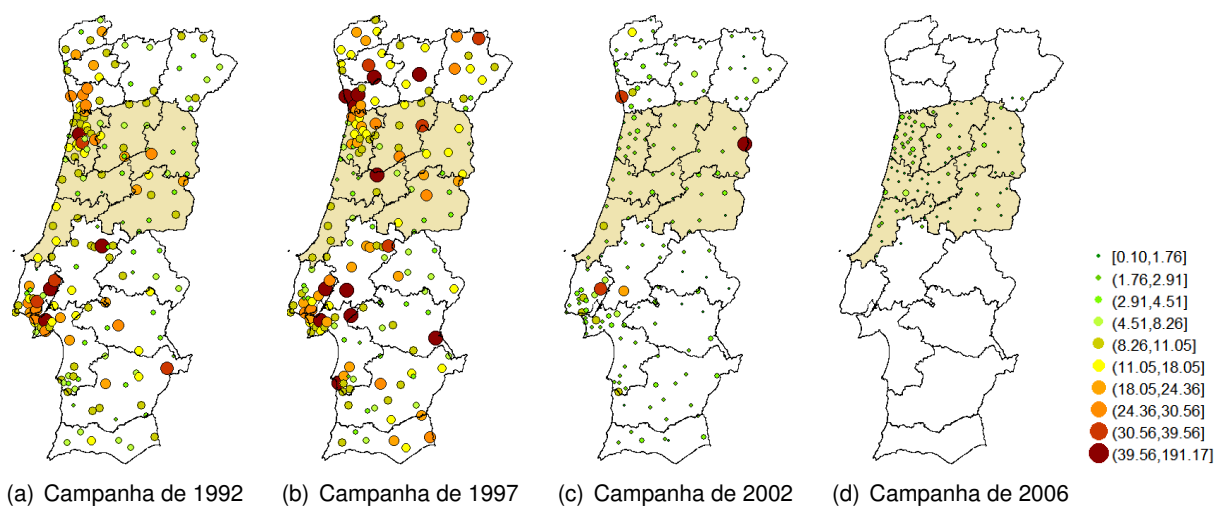 [0.10,1.76]
(1.76,2.91]
(2.91,4.51]
(4.51,8.26]
(8.26,11.05]
(11.05,18.05]
(18.05,24.36]
(24.36,30.56]
(30.56,39.56]
(39.56,191.17]
(a) Campanha de 1992
(b) Campanha de 1997
(c) Campanha de 2002
(d) Campanha de 2006